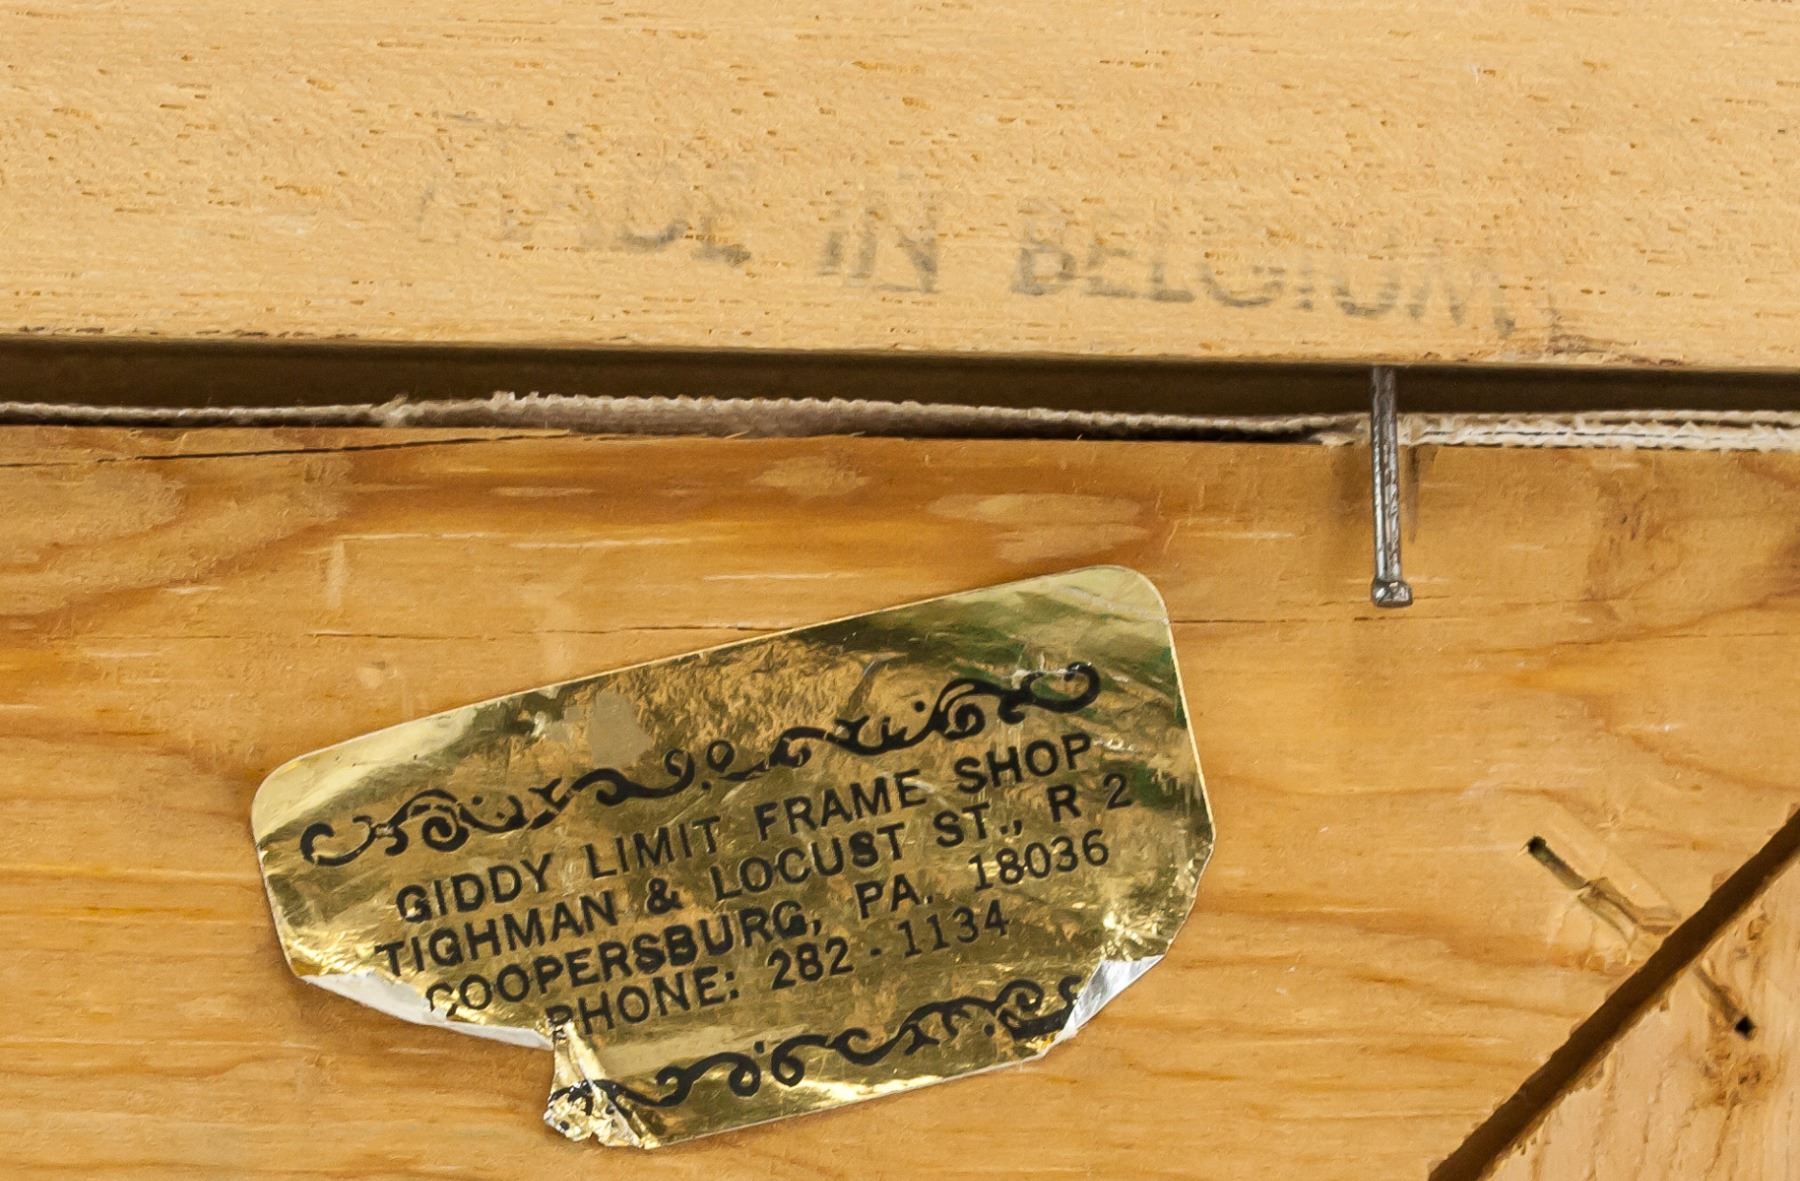 MADE IN BELGIUM
GIDDY LIMIT FRAME SHOP
TIGHMAN & LOCUST ST., R 2
COOPERSBURG, PA. 18036
PHONE: 282 - 1134